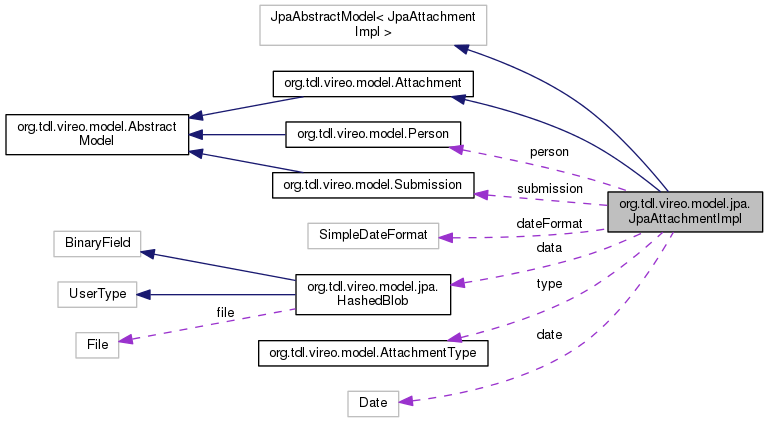 JpaAbstractModel< JpaAttachment
Impl >
org.tdl.vireo.model.Attachment
org.tdl.vireo.model.Abstract
Model
org.tdl.vireo.model.Person
person
org.tdl.vireo.model.Submission
submission
org.tdl.vireo.model.jpa.
JpaAttachmentImpl
SimpleDateFormat
dateFormat
BinaryField
data
UserType
org.tdl.vireo.model.jpa.
HashedBlob
type
file
File
date
org.tdl.vireo.model.AttachmentType
Date